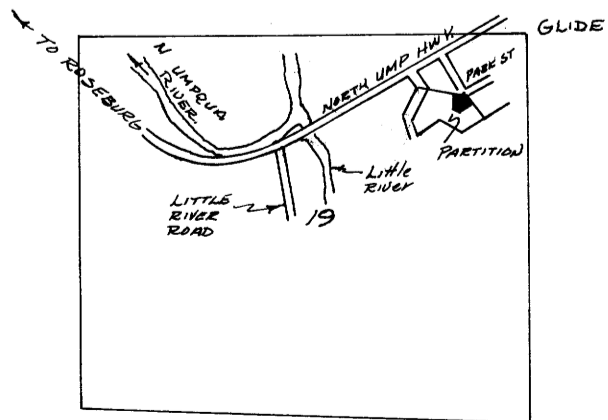 GLIDE
TO ROSEBURG
N UMPQUA
RIVER.
NORTH UMP HWY.
PARK ST
PARTITION
Little
River
LITTLE
RIVER
ROAD
19